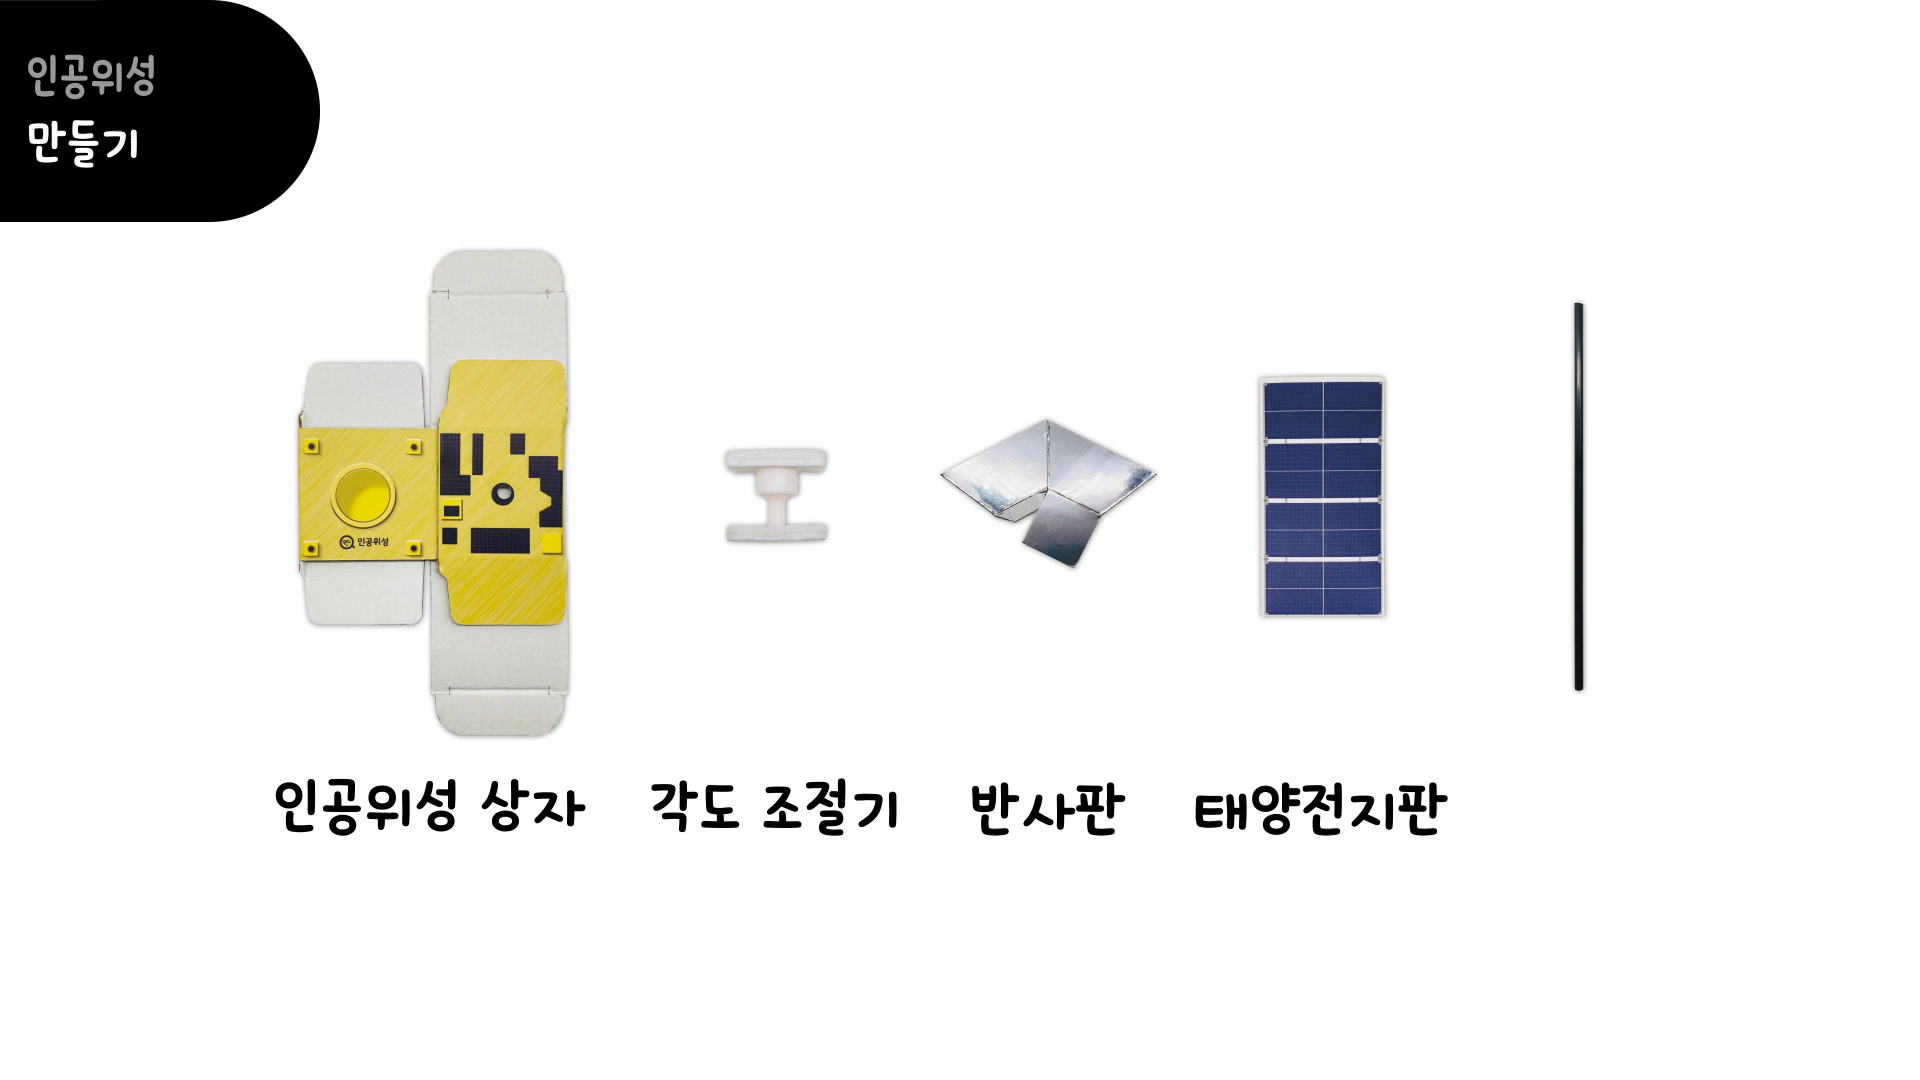 인공위성
만들기
인공위성
인공위성 상자
각도 조절기
반사판
태양전지판